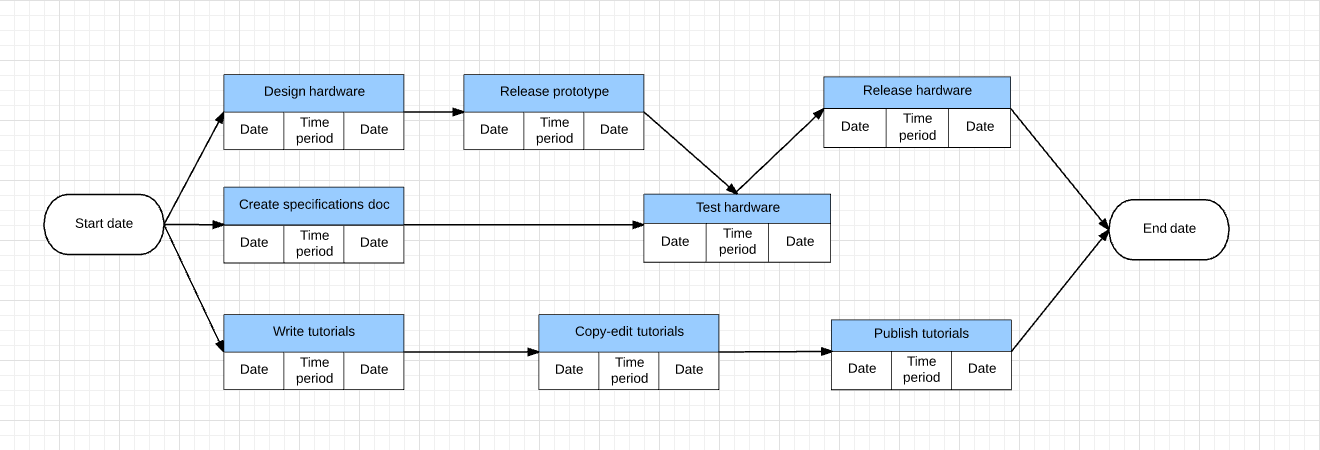 Design hardware
Date
Time
period
Date
Release prototype
Date
Time
period
Date
Release hardware
Date
Time
period
Date
Start date
Create specifications doc
Date
Time
period
Date
Test hardware
Date
Time
period
Date
End date
Write tutorials
Date
Time
period
Date
Copy-edit tutorials
Date
Time
period
Date
Publish tutorials
Date
Time
period
Date